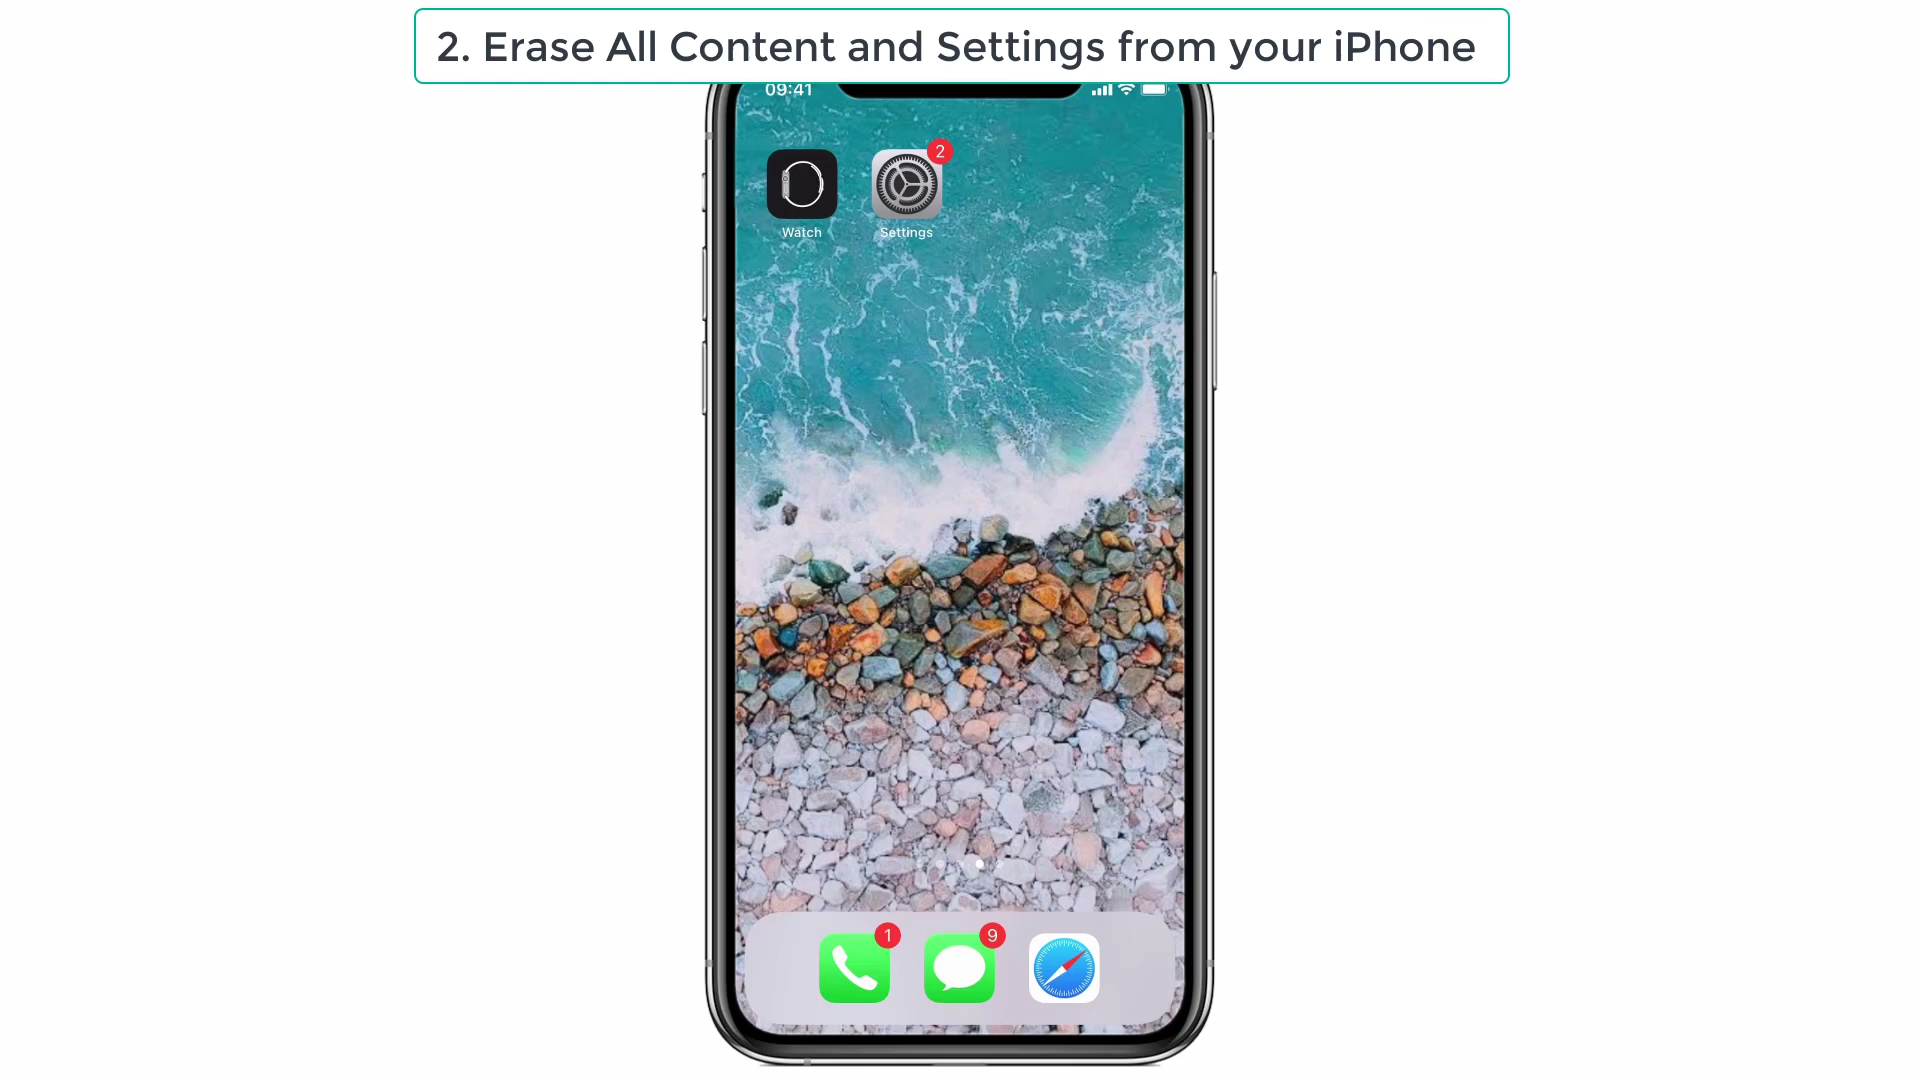 2. Erase All Content and Settings from your iPhone
09:41
2
Watch
Settings
1
9